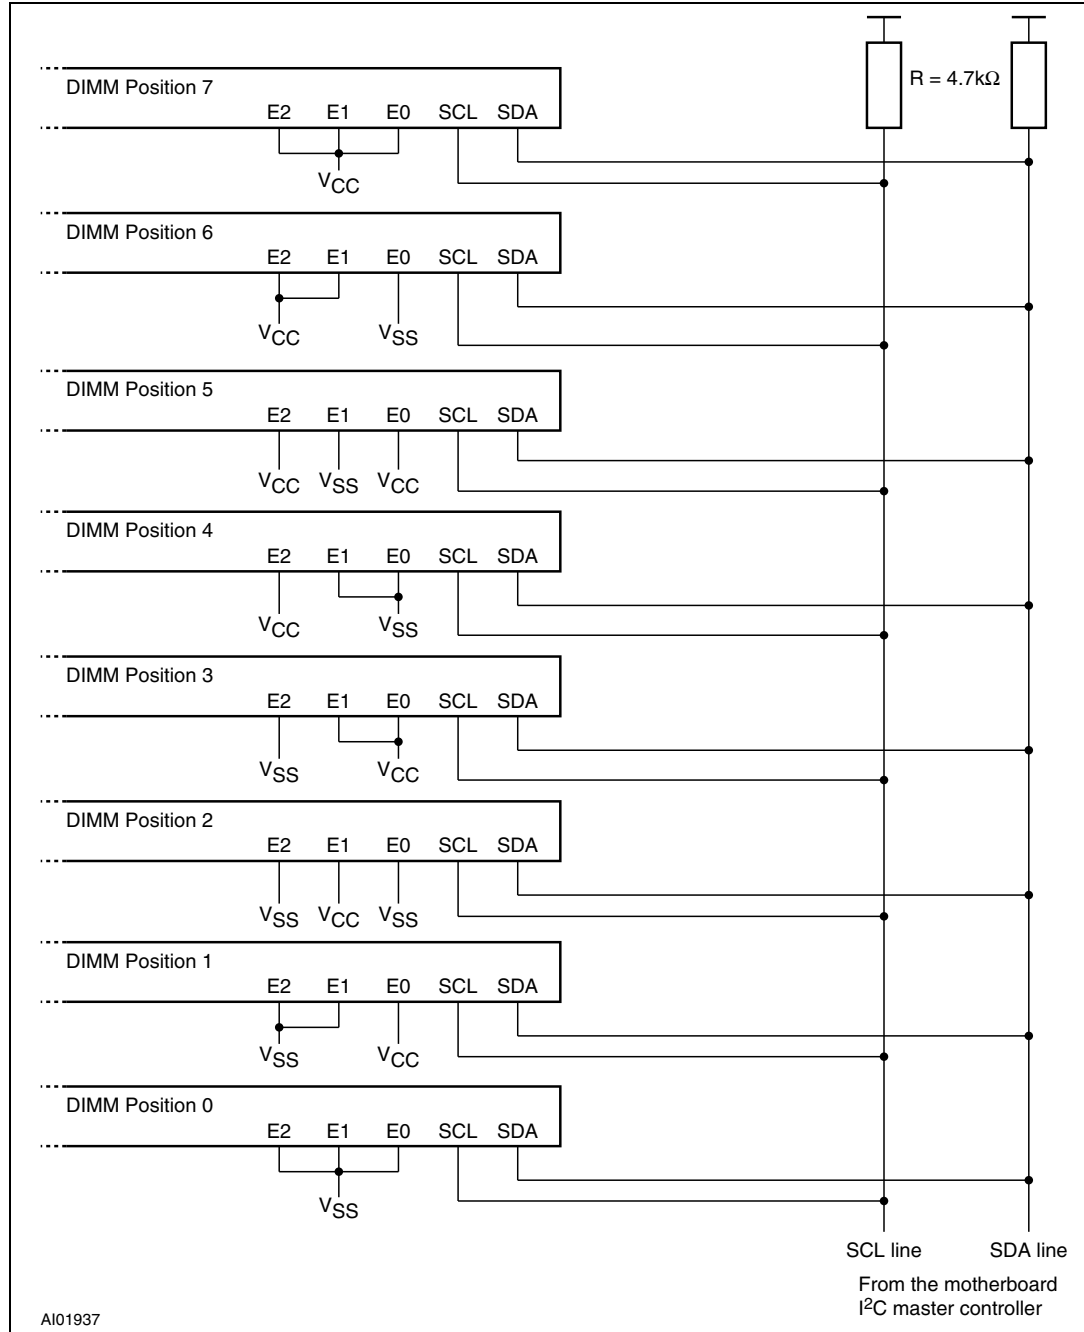 R = 4.7kΩ
DIMM Position 7
E2 E1 E0 SCL SDA
VCC
DIMM Position 6
E2 E1 E0 SCL SDA
VCC VSS
DIMM Position 5
E2 E1 E0 SCL SDA
VCC VSS VCC
DIMM Position 4
E2 E1 E0 SCL SDA
VCC VSS
DIMM Position 3
E2 E1 E0 SCL SDA
VSS VCC
DIMM Position 2
E2 E1 E0 SCL SDA
VSS VCC VSS
DIMM Position 1
E2 E1 E0 SCL SDA
VSS VCC
DIMM Position 0
E2 E1 E0 SCL SDA
VSS
SCL line SDA line
From the motherboard
I2C master controller
AI01937